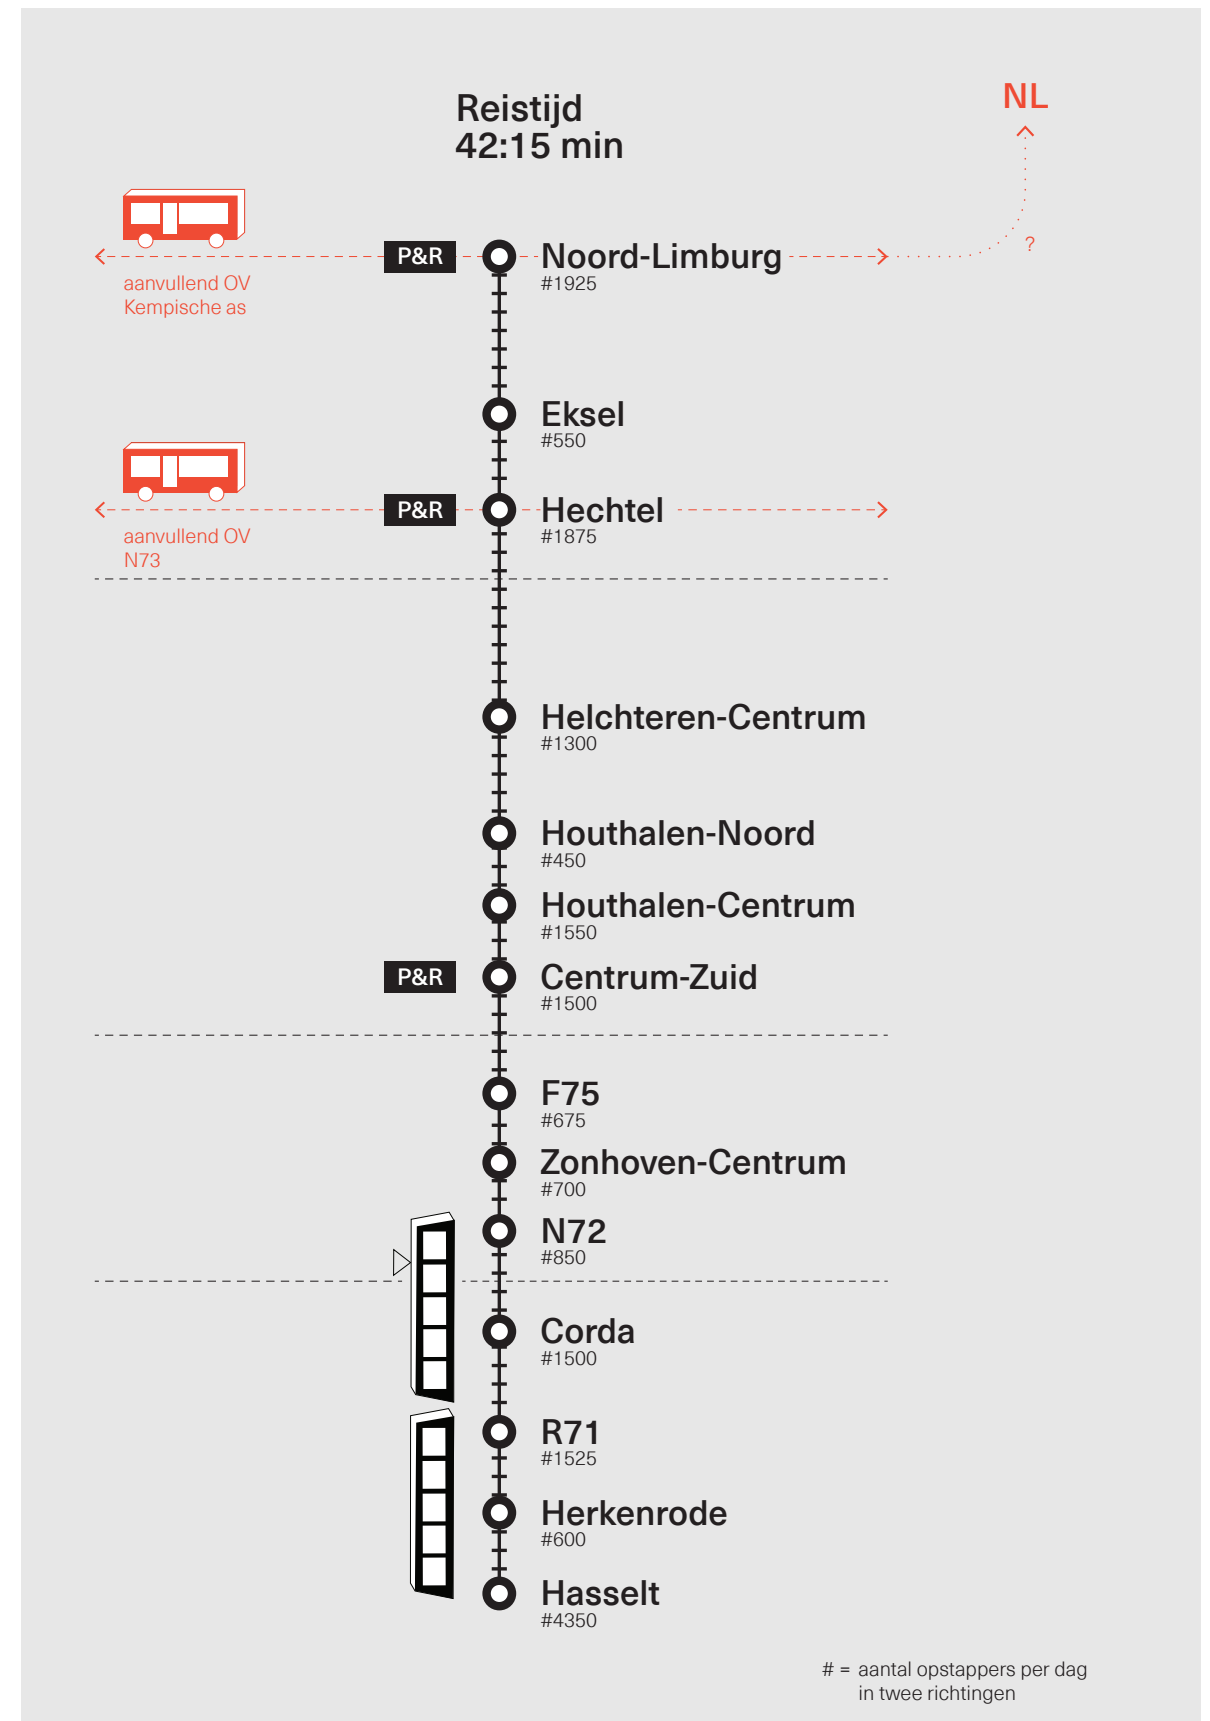 Reistijd
42:15 min
NL
?
P&R
Noord-Limburg
#1925
aanvullend OV
Kempische as
Eksel
#550
P&R
Hechtel
#1875
aanvullend OV
N73
Helchteren-Centrum
#1300
Houthalen-Noord
#450
Houthalen-Centrum
#1550
P&R
Centrum-Zuid
#1500
F75
#675
Zonhoven-Centrum
#700
N72
#850
Corda
#1500
R71
#1525
Herkenrode
#600
Hasselt
#4350
# = aantal opstappers per dag
in twee richtingen